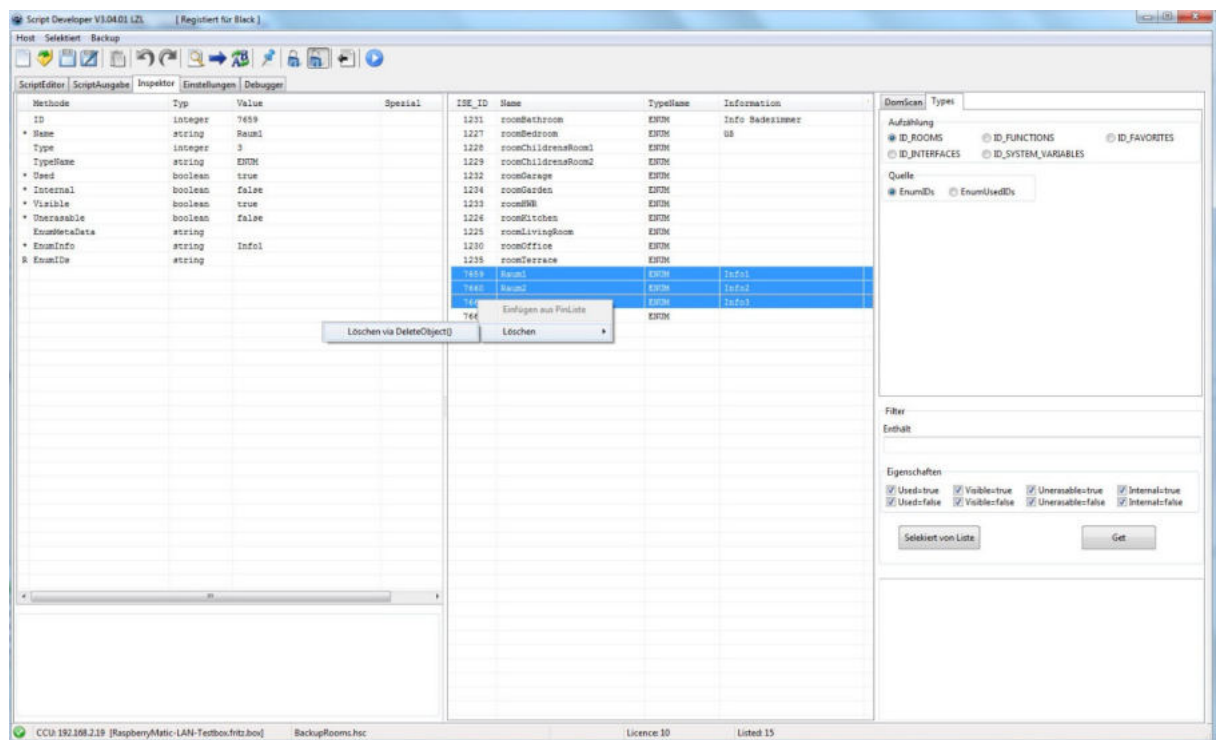 Script Developer V3.04.01 LZL [ Registiert für Black ]
Host Selektiert Backup
ScriptEditor ScriptAusgabe Inspektor Einstellungen Debugger
Methode Typ Value Spezial
ID integer 7659
* Name string Raum1
Type integer 3
TypeName string ENUM
* Used boolean true
* Internal boolean false
* Visible boolean true
* Unerasable boolean false
EnumMetaData string
* EnumInfo string Info1
R EnumIDs string
ISE_ID Name TypeName Information
1231 roomBathroom ENUM Info Badezimmer
1227 roomBedroom ENUM üß
1228 roomChildrensRoom1 ENUM
1229 roomChildrensRoom2 ENUM
1232 roomGarage ENUM
1234 roomGarden ENUM
1233 roomHWR ENUM
1226 roomKitchen ENUM
1225 roomLivingRoom ENUM
1230 roomOffice ENUM
1235 roomTerrace ENUM
7659 Raum1 ENUM Info1
7660 Raum2 ENUM Info2
ENUM Info3
ENUM
Einfügen aus PinListe
Löschen
Löschen via DeleteObject()
DomScan Types
Aufzählung
ID_ROOMS ID_FUNCTIONS ID_FAVORITES
ID_INTERFACES ID_SYSTEM_VARIABLES
Quelle
EnumIDs EnumUsedIDs
Filter
Enthält
Eigenschaften
Used=true Visible=true Unerasable=true Internal=true
Used=false Visible=false Unerasable=false Internal=false
Selekiert von Liste Get
CCU: 192.168.2.19 [RaspberryMatic-LAN-Testbox.fritz.box] BackupRooms.hsc Licence: 10 Listed: 15